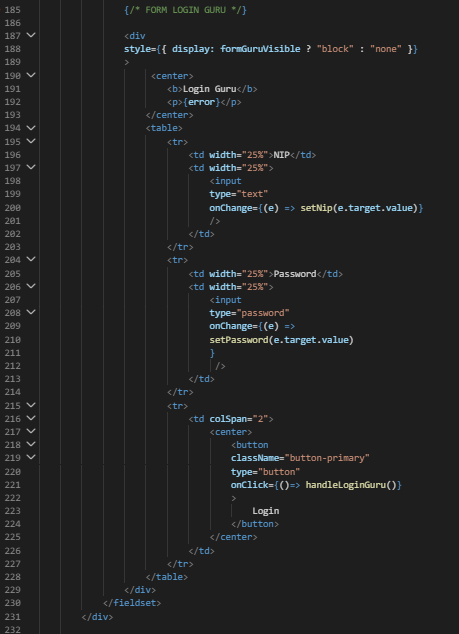 185 {/* FORM LOGIN GURU */}
186
187 <div
188 style={{ display: formGuruVisible ? "block" : "none" }}
189 >
190 <center>
191 <b>Login Guru</b>
192 <p>{error}</p>
193 </center>
194 <table>
195 <tr>
196 <td width="25%">NIP</td>
197 <td width="25%">
198 <input
199 type="text"
200 onChange={(e) => setNip(e.target.value)}
201 />
202 </td>
203 </tr>
204 <tr>
205 <td width="25%">Password</td>
206 <td width="25%">
207 <input
208 type="password"
209 onChange={(e) =>
210 setPassword(e.target.value)
211 }
212 />
213 </td>
214 </tr>
215 <tr>
216 <td colSpan="2">
217 <center>
218 <button
219 className="button-primary"
220 type="button"
221 onClick={()=> handleLoginGuru()}
222 >
223 Login
224 </button>
225 </center>
226 </td>
227 </tr>
228 </table>
229 </div>
230 </fieldset>
231 </div>
232